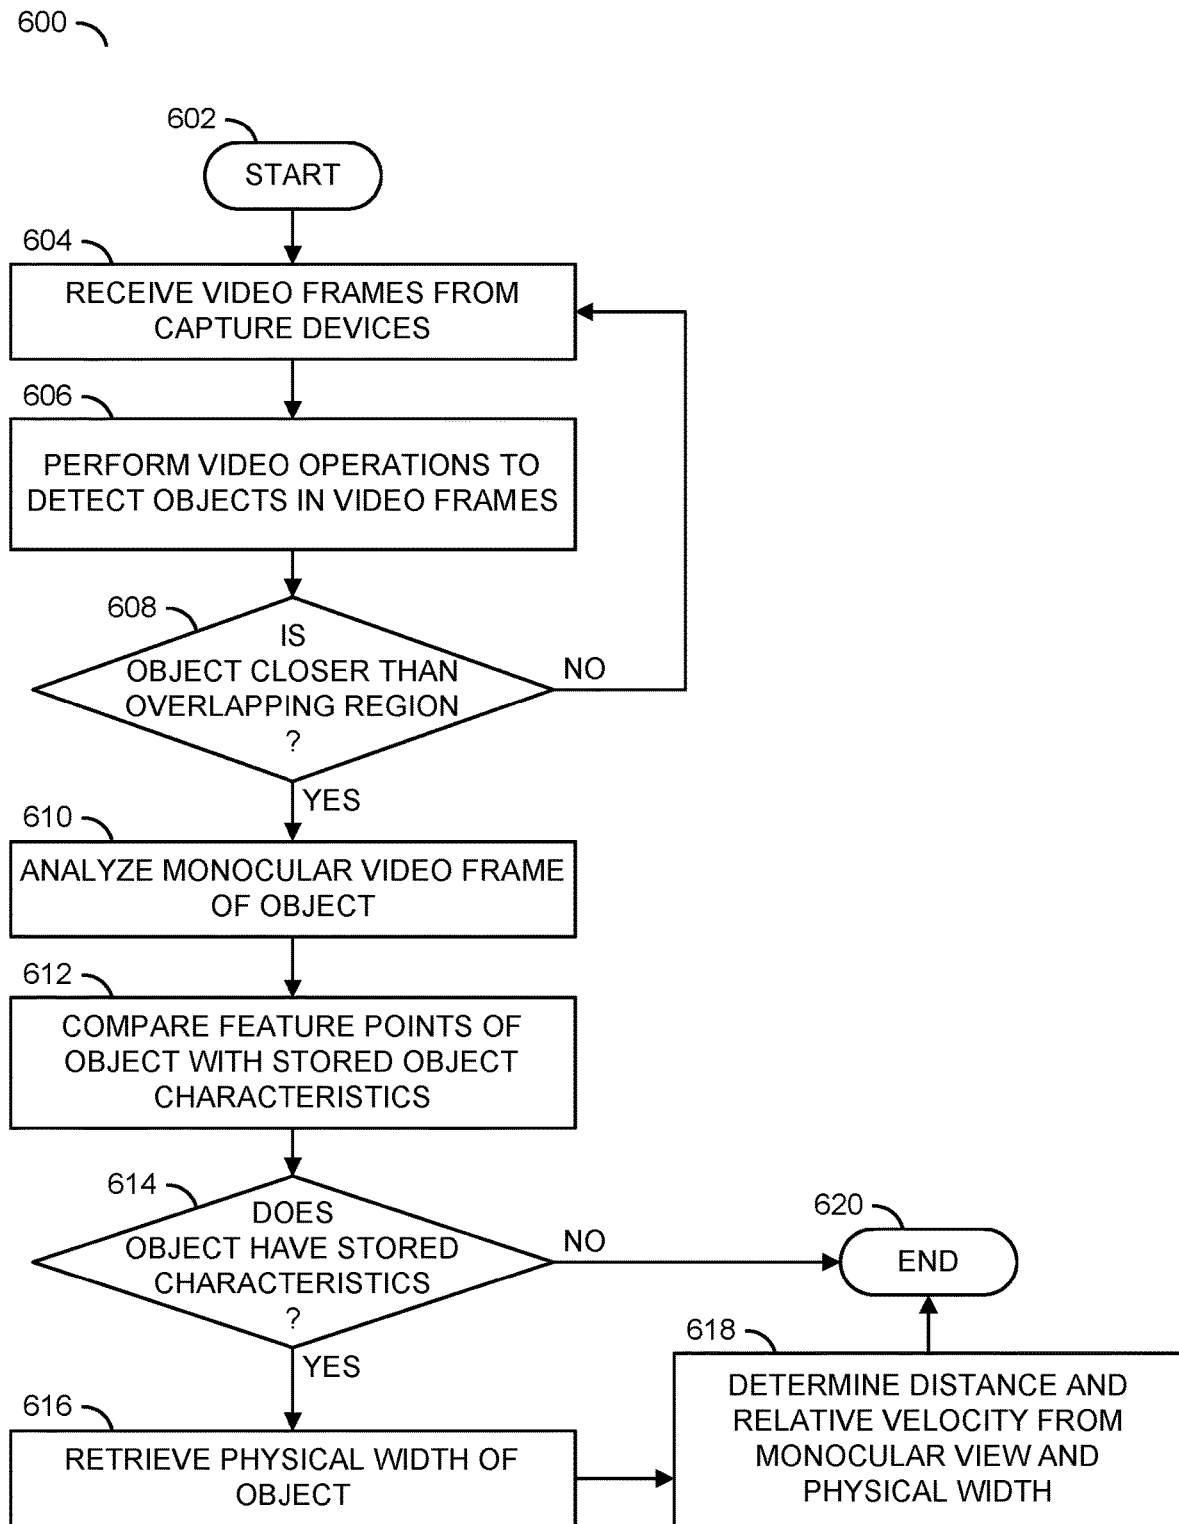 600
602
START
604
RECEIVE VIDEO FRAMES FROM
CAPTURE DEVICES
606
PERFORM VIDEO OPERATIONS TO
DETECT OBJECTS IN VIDEO FRAMES
608
IS
OBJECT CLOSER THAN
OVERLAPPING REGION
?
NO
YES
610
ANALYZE MONOCULAR VIDEO FRAME
OF OBJECT
612
COMPARE FEATURE POINTS OF
OBJECT WITH STORED OBJECT
CHARACTERISTICS
614
DOES
OBJECT HAVE STORED
CHARACTERISTICS
?
NO
620
END
YES
616
RETRIEVE PHYSICAL WIDTH OF
OBJECT
618
DETERMINE DISTANCE AND
RELATIVE VELOCITY FROM
MONOCULAR VIEW AND
PHYSICAL WIDTH